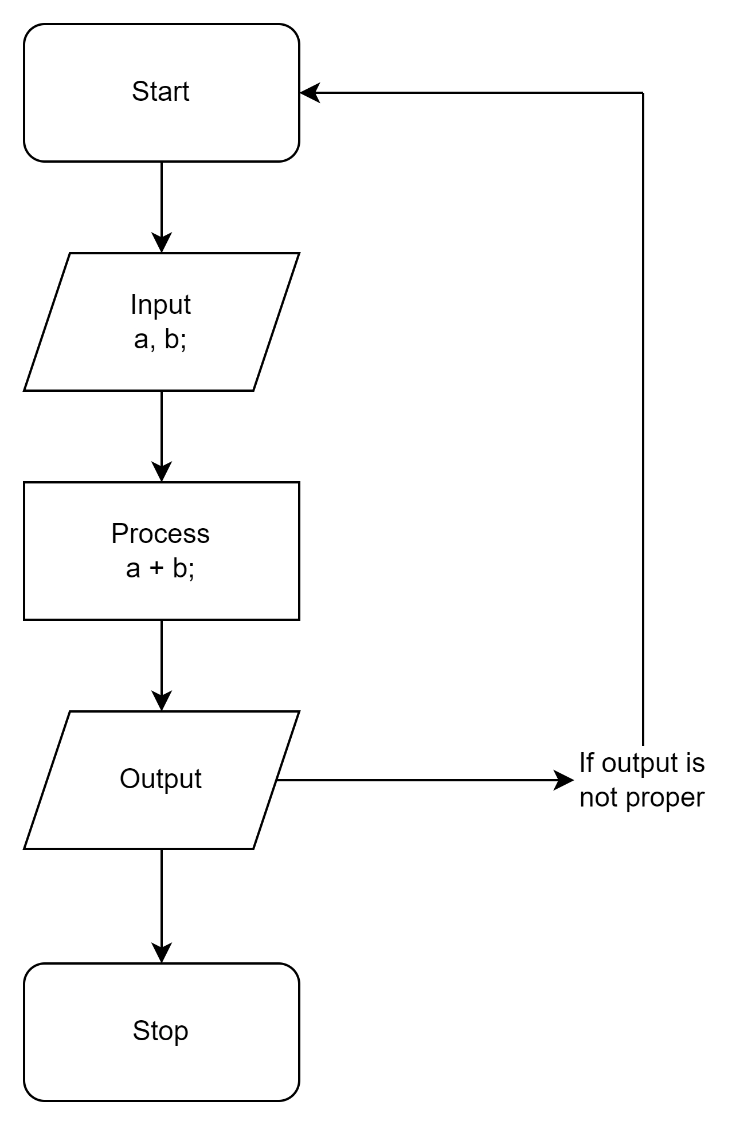 Start
Input
a, b;
Process
a + b;
Output
If output is
not proper
Stop